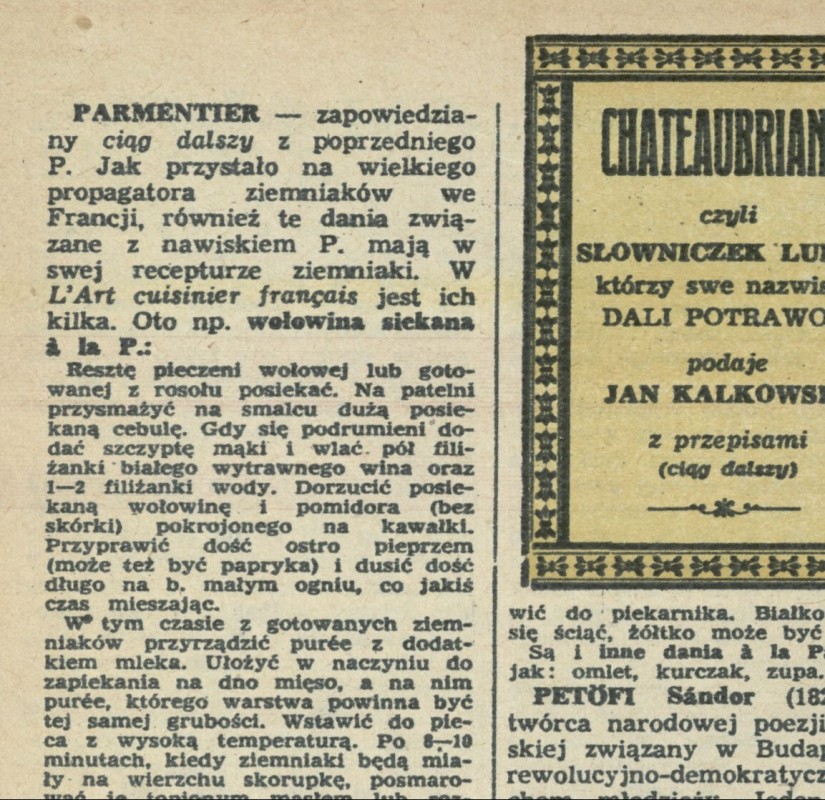 PARMENTIER — zapowiedzia-
ny ciąg dalszy z poprzedniego
P. Jak przystało na wielkiego
propagatora ziemniaków we
Francji, również te dania zwią-
zane z nawiskiem P. mają w
swej recepturze ziemniaki. W
L'Art cuisinier français jest ich
kilka. Oto np. wołowina siekana
à la P.:
Resztę pieczeni wołowej lub goto-
wanej z rosołu posiekać. Na patelni
przysmażyć na smalcu dużą posie-
kaną cebulę. Gdy się podrumieni do-
dać szczyptę mąki i wlać pół fili-
żanki białego wytrawnego wina oraz
1—2 filiżanki wody. Dorzucić posie-
kaną wołowinę i pomidora (bez
skórki) pokrojonego na kawałki.
Przyprawić dość ostro pieprzem
(może też być papryka) i dusić dość
długo na b. małym ogniu, co jakiś
czas mieszając.
W tym czasie z gotowanych ziem-
niaków przyrządzić purée z dodat-
kiem mleka. Ułożyć w naczyniu do
zapiekania na dno mięso, a na nim
purée, którego warstwa powinna być
tej samej grubości. Wstawić do pie-
ca z wysoką temperaturą. Po 8—10
minutach, kiedy ziemniaki będą mia-
ły na wierzchu skorupkę, posmaro-
wać je topionym masłem lub
CHATEAUBRIAN
czyli
SŁOWNICZEK LU
którzy swe nazwis
DALI POTRAWO
podaje
JAN KALKOWSK
z przepisami
(ciąg dalszy)
wić do piekarnika. Białko
się ściąć, żółtko może być
Są i inne dania à la P.
jak: omlet, kurczak, zupa.
PETÖFI Sándor (182
twórca narodowej poezji
skiej związany w Budap
rewolucyjno-demokratycz
młodzieży.